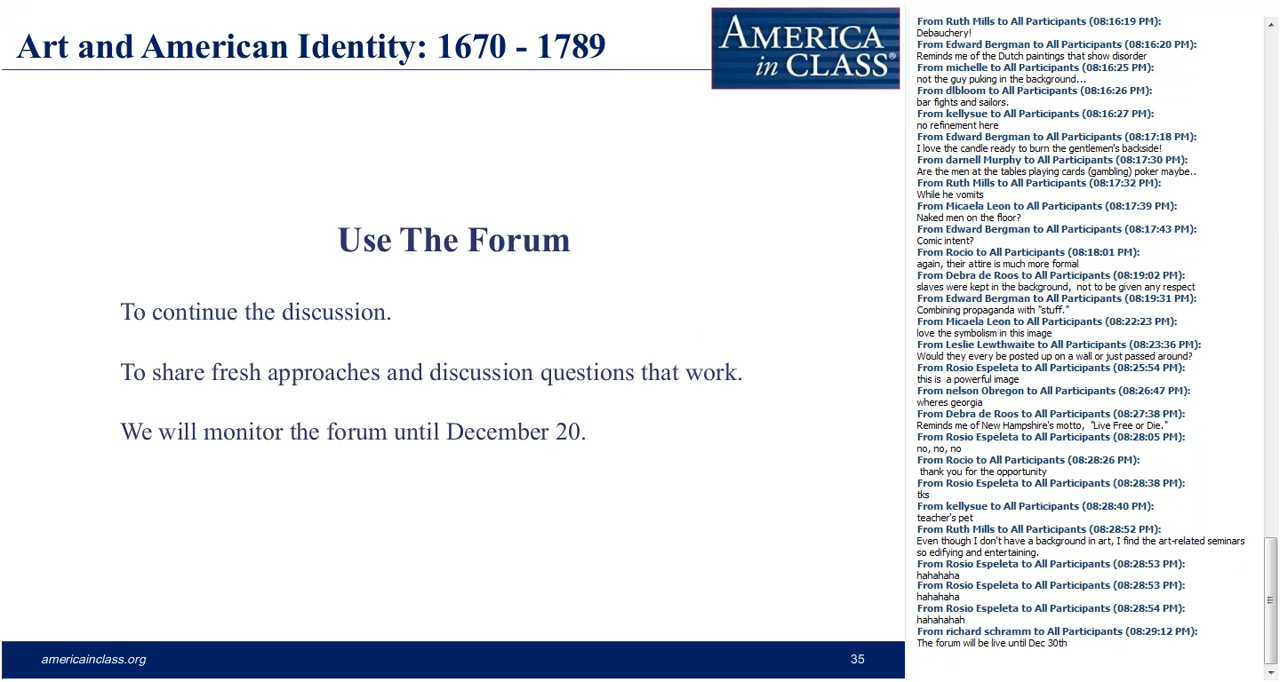 Art and American Identity: 1670 - 1789
AMERICA
in CLASS®
Use The Forum
To continue the discussion.
To share fresh approaches and discussion questions that work.
We will monitor the forum until December 20.
americainclass.org
35
From Ruth Mills to All Participants (08:16:19 PM):
Debauchery!
From Edward Bergman to All Participants (08:16:20 PM):
Reminds me of the Dutch paintings that show disorder
From michelle to All Participants (08:16:25 PM):
not the guy puking in the background...
From dlbloom to All Participants (08:16:26 PM):
bar fights and sailors.
From kellysue to All Participants (08:16:27 PM):
no refinement here
From Edward Bergman to All Participants (08:17:18 PM):
I love the candle ready to burn the gentlemen's backside!
From darnell Murphy to All Participants (08:17:30 PM):
Are the men at the tables playing cards (gambling) poker maybe..
From Ruth Mills to All Participants (08:17:32 PM):
While he vomits
From Micaela Leon to All Participants (08:17:39 PM):
Naked men on the floor?
From Edward Bergman to All Participants (08:17:43 PM):
Comic intent?
From Rocio to All Participants (08:18:01 PM):
again, their attire is much more formal
From Debra de Roos to All Participants (08:19:02 PM):
slaves were kept in the background, not to be given any respect
From Edward Bergman to All Participants (08:19:31 PM):
Combining propaganda with "stuff."
From Micaela Leon to All Participants (08:22:23 PM):
love the symbolism in this image
From Leslie Lewthwaite to All Participants (08:23:36 PM):
Would they every be posted up on a wall or just passed around?
From Rosio Espeleta to All Participants (08:25:54 PM):
this is a powerful image
From nelson Obregon to All Participants (08:26:47 PM):
wheres georgia
From Debra de Roos to All Participants (08:27:38 PM):
Reminds me of New Hampshire's motto, "Live Free or Die."
From Rosio Espeleta to All Participants (08:28:05 PM):
no, no, no
From Rocio to All Participants (08:28:26 PM):
thank you for the opportunity
From Rosio Espeleta to All Participants (08:28:38 PM):
tks
From kellysue to All Participants (08:28:40 PM):
teacher's pet
From Ruth Mills to All Participants (08:28:52 PM):
Even though I don't have a background in art, I find the art-related seminars
so edifying and entertaining.
From Rosio Espeleta to All Participants (08:28:53 PM):
hahahaha
From Rosio Espeleta to All Participants (08:28:53 PM):
hahahaha
From Rosio Espeleta to All Participants (08:28:54 PM):
hahahahah
From richard schramm to All Participants (08:29:12 PM):
The forum will be live until Dec 30th